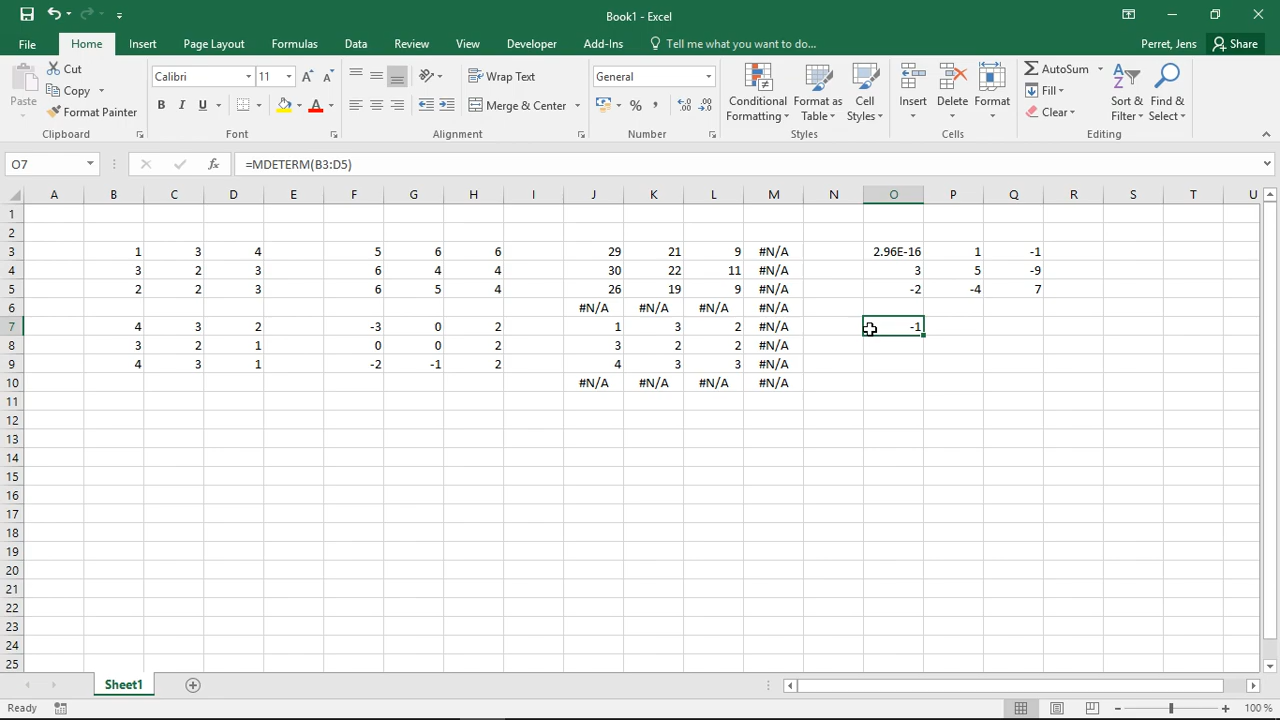 Book1 - Excel
File Home Insert Page Layout Formulas Data Review View Developer Add-Ins Tell me what you want to do... Perret, Jens Share
Paste
Cut
Copy
Format Painter
Clipboard
Calibri 11
B I U
Font
Wrap Text
Merge & Center
Alignment
General
%
Number
Conditional Formatting
Format as Table
Cell Styles
Styles
Insert
Delete
Format
Cells
AutoSum
Fill
Clear
Sort & Filter
Find & Select
Editing
O7 fx =MDETERM(B3:D5)
A B C D E F G H I J K L M N O P Q R S T U
1
2
3 1 3 4 5 6 6 29 21 9 #N/A 2.96E-16 1 -1
4 3 2 3 6 4 4 30 22 11 #N/A 3 5 -9
5 2 2 3 6 5 4 26 19 9 #N/A -2 -4 7
6 #N/A #N/A #N/A #N/A
7 4 3 2 -3 0 2 1 3 2 #N/A -1
8 3 2 1 0 0 2 3 2 2 #N/A
9 4 3 1 -2 -1 2 4 3 3 #N/A
10 #N/A #N/A #N/A #N/A
11
12
13
14
15
16
17
18
19
20
21
22
23
24
25
Sheet1
Ready 100 %